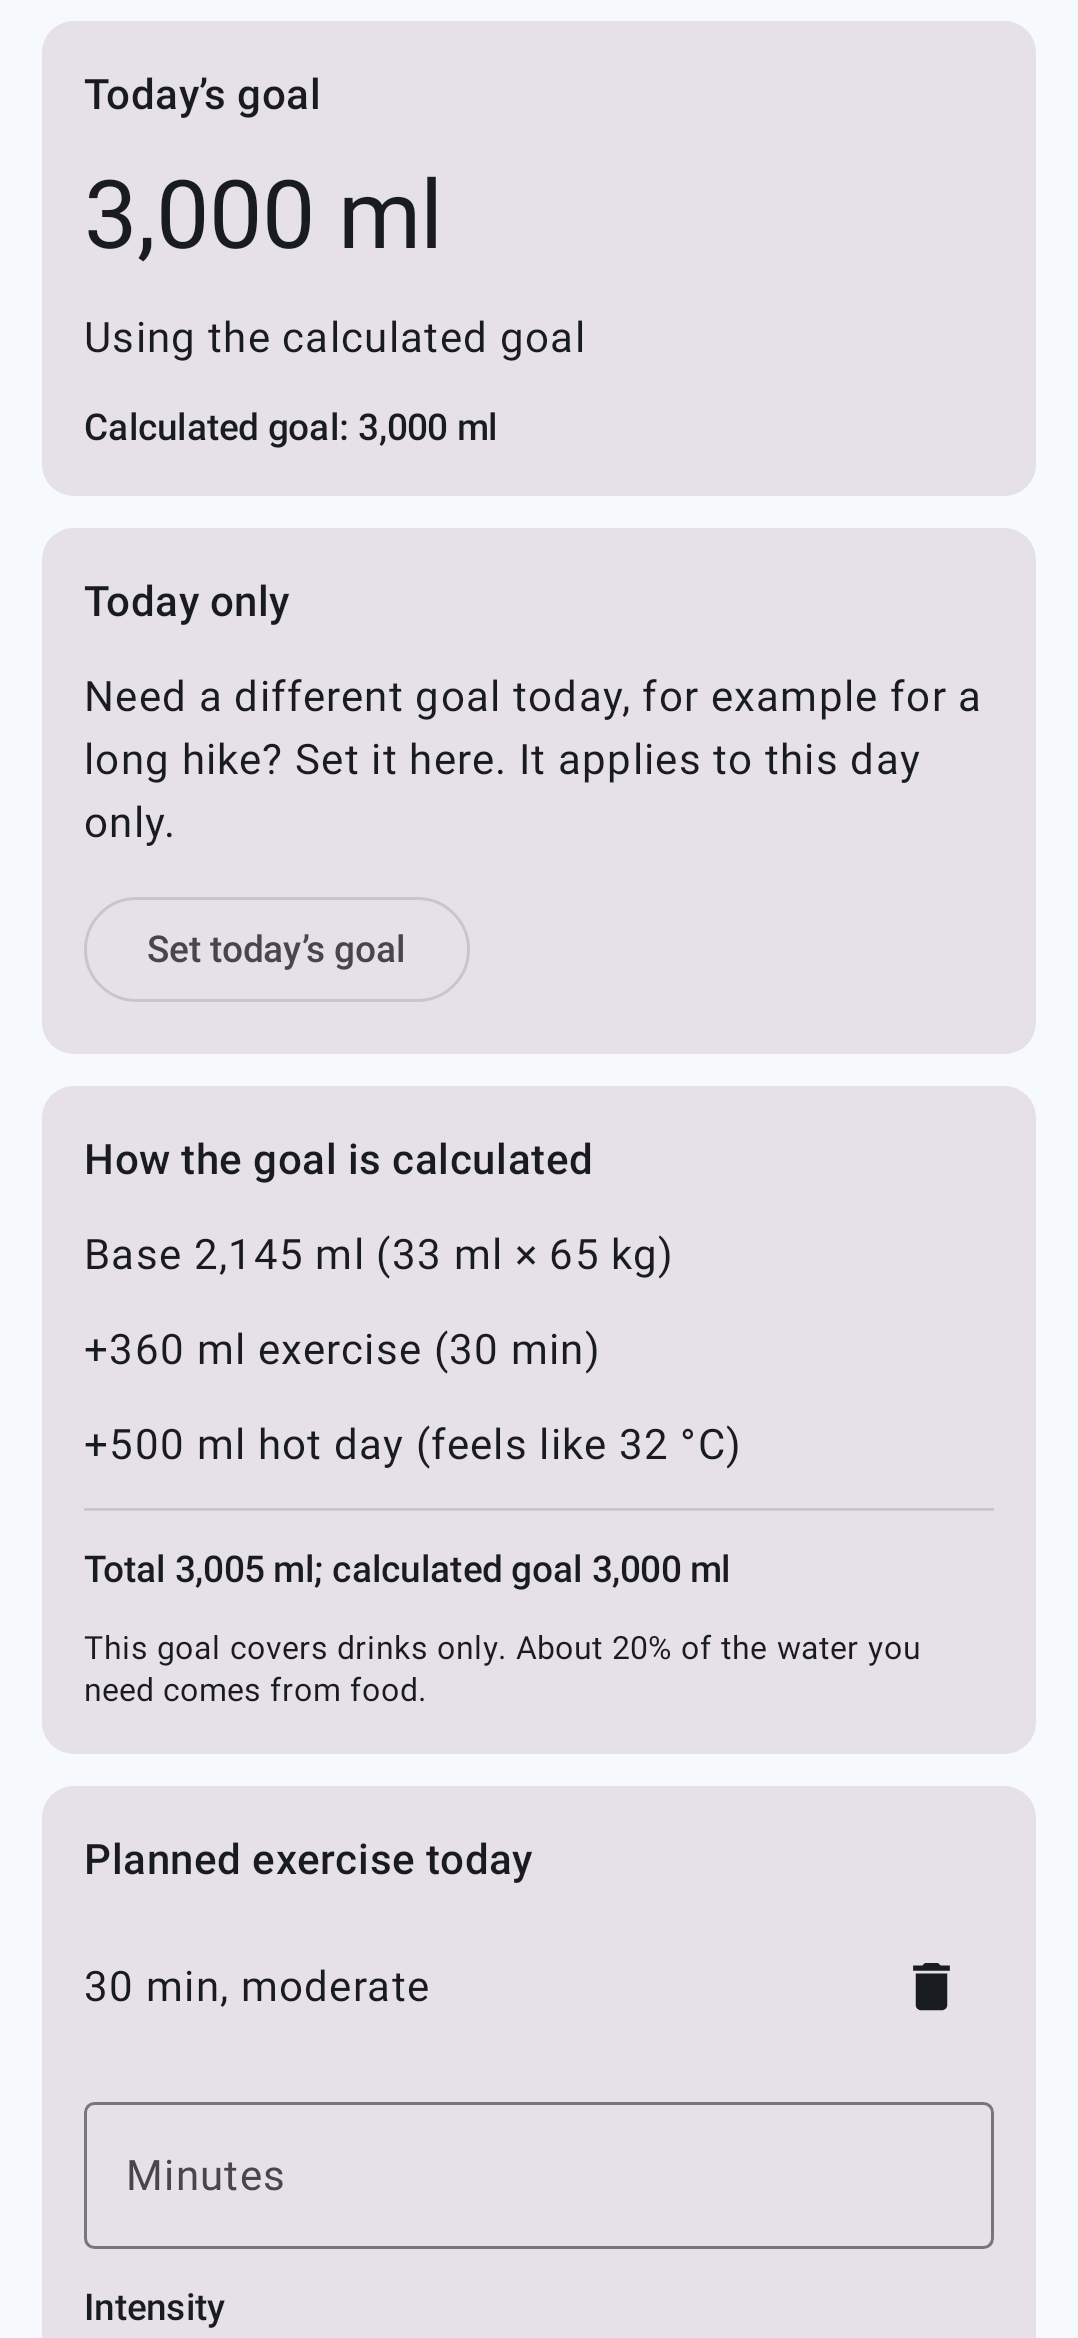 Today’s goal
3,000 ml
Using the calculated goal
Calculated goal: 3,000 ml
Today only
Need a different goal today, for example for a
long hike? Set it here. It applies to this day
only.
Set today’s goal
How the goal is calculated
Base 2,145 ml (33 ml × 65 kg)
+360 ml exercise (30 min)
+500 ml hot day (feels like 32 °C)
Total 3,005 ml; calculated goal 3,000 ml
This goal covers drinks only. About 20% of the water you
need comes from food.
Planned exercise today
30 min, moderate
Minutes
Intensity